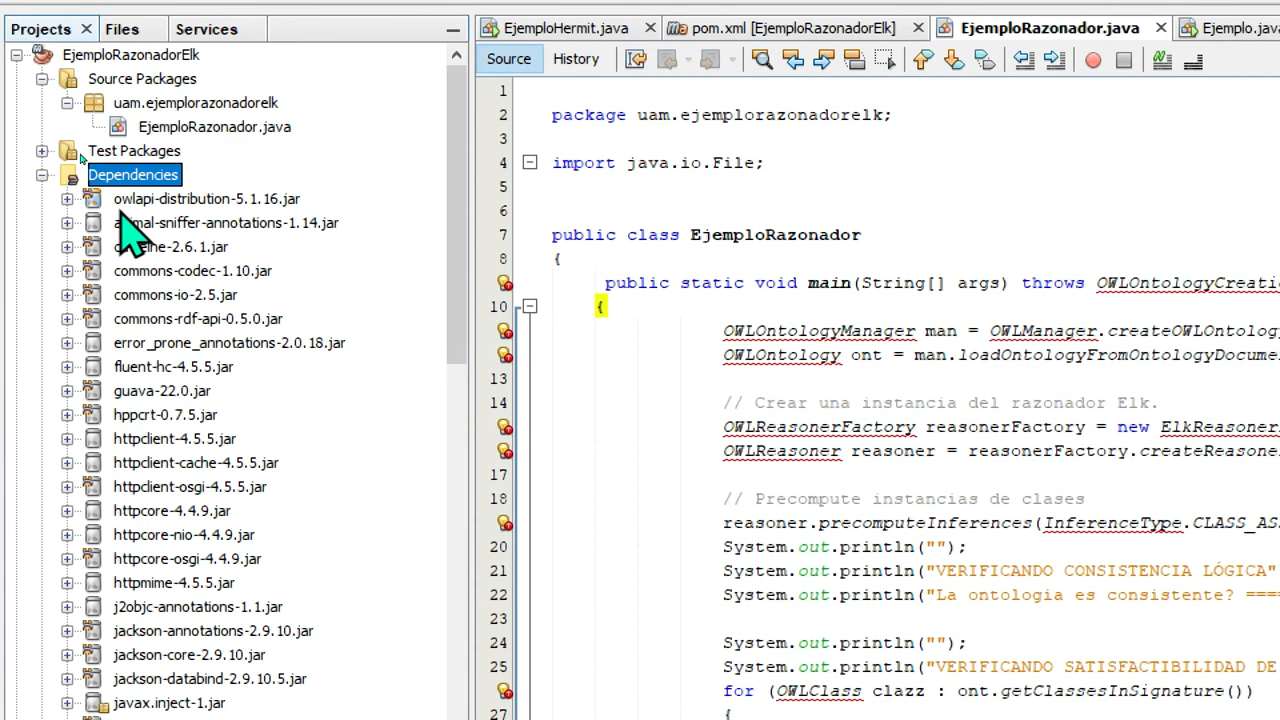 Projects
Files
Services
EjemploRazonadorElk
Source Packages
uam.ejemplorazonadorelk
EjemploRazonador.java
Test Packages
Dependencies
owlapi-distribution-5.1.16.jar
-sniffer-annotations-1.14.jar
-2.6.1.jar
commons-codec-1.10.jar
commons-io-2.5.jar
commons-rdf-api-0.5.0.jar
error_prone_annotations-2.0.18.jar
fluent-hc-4.5.5.jar
guava-22.0.jar
hppcrt-0.7.5.jar
httpclient-4.5.5.jar
httpclient-cache-4.5.5.jar
httpclient-osgi-4.5.5.jar
httpcore-4.4.9.jar
httpcore-nio-4.4.9.jar
httpcore-osgi-4.4.9.jar
httpmime-4.5.5.jar
j2objc-annotations-1.1.jar
jackson-annotations-2.9.10.jar
jackson-core-2.9.10.jar
jackson-databind-2.9.10.5.jar
javax.inject-1.jar
EjemploHermit.java
pom.xml [EjemploRazonadorElk]
EjemploRazonador.java
Ejemplo.jav
Source
History
1
2 package uam.ejemplorazonadorelk;
3
4 import java.io.File;
5
6
7 public class EjemploRazonador
8 {
public static void main(String[] args) throws OWLOntologyCreati
10 {
OWLOntologyManager man = OWLManager.createOWLOntolog
OWLOntology ont = man.loadOntologyFromOntologyDocume
13
14 // Crear una instancia del razonador Elk.
OWLReasonerFactory reasonerFactory = new ElkReasoner
OWLReasoner reasoner = reasonerFactory.createReasone
17
18 // Precompute instancias de clases
reasoner.precomputeInferences(InferenceType.CLASS_AS
20 System.out.println("");
21 System.out.println("VERIFICANDO CONSISTENCIA LÓGICA"
22 System.out.println("La ontologia es consistente? ====
23
24 System.out.println("");
25 System.out.println("VERIFICANDO SATISFACTIBILIDAD DE
for (OWLClass clazz : ont.getClassesInSignature())
27 {